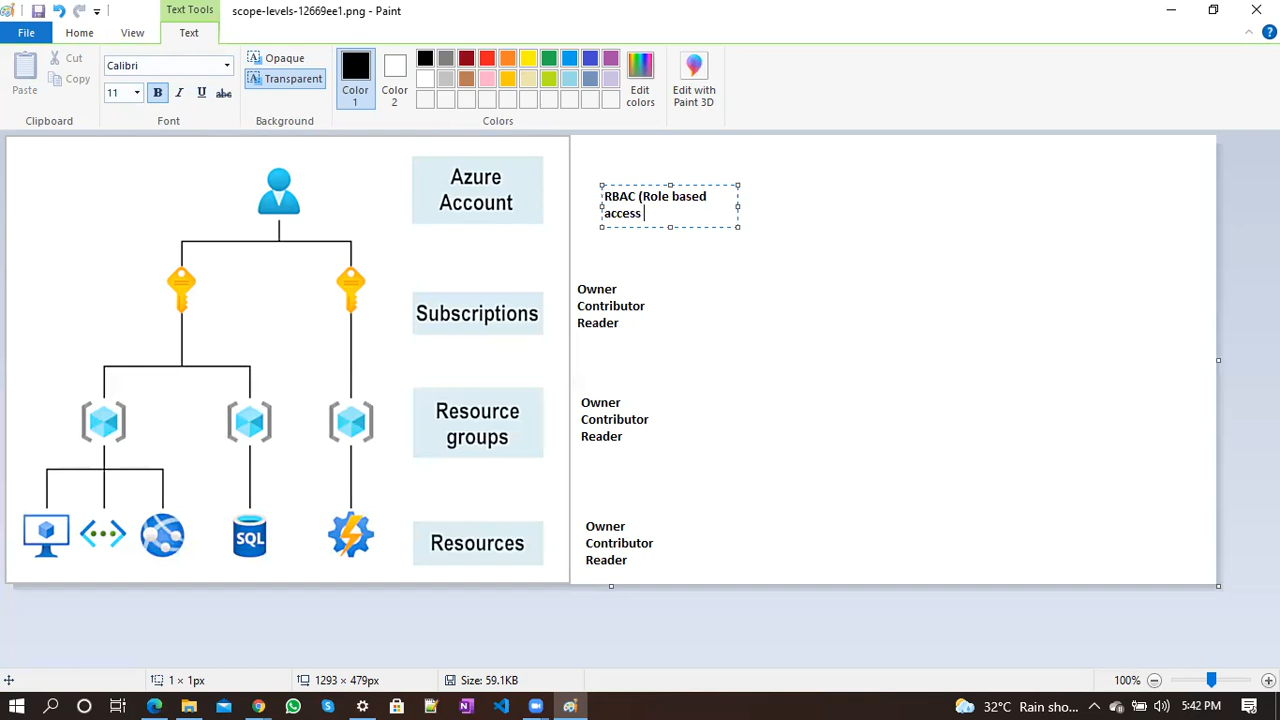 Text Tools
scope-levels-12669ee1.png - Paint
File
Home
View
Text
Paste
Cut
Copy
Clipboard
Calibri
11
B
I
U
abc
Font
Opaque
Transparent
Background
Color
1
Color
2
Edit
colors
Colors
Edit with
Paint 3D
Azure
Account
RBAC (Role based
access
Subscriptions
Owner
Contributor
Reader
Resource
groups
Owner
Contributor
Reader
SQL
Resources
Owner
Contributor
Reader
1 × 1px
1293 × 479px
Size: 59.1KB
100%
32°C Rain sho...
5:42 PM